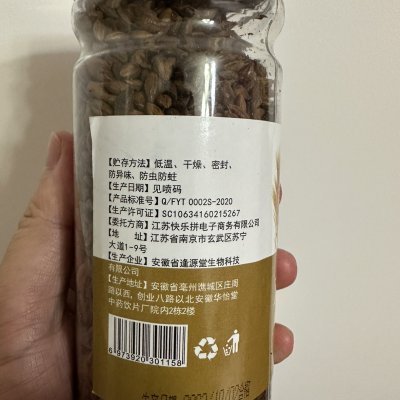 【贮存方法】低温、干燥、密封、
防异味、防虫防蛀
【生产日期】见喷码
【产品标准号】Q/FYT 0002S-2020
【生产许可证】SC10634160215267
【委托方商】江苏快乐拼电子商务有限公司
【地 址】江苏省南京市玄武区苏宁
大道1-9号
【生产企业】安徽省逢源堂生物科技
有限公司
【生产地址】安徽省亳州谯城区庄周
路以西，创业八路以北安徽华怡堂
中药饮片厂院内2栋2楼
6973920301158